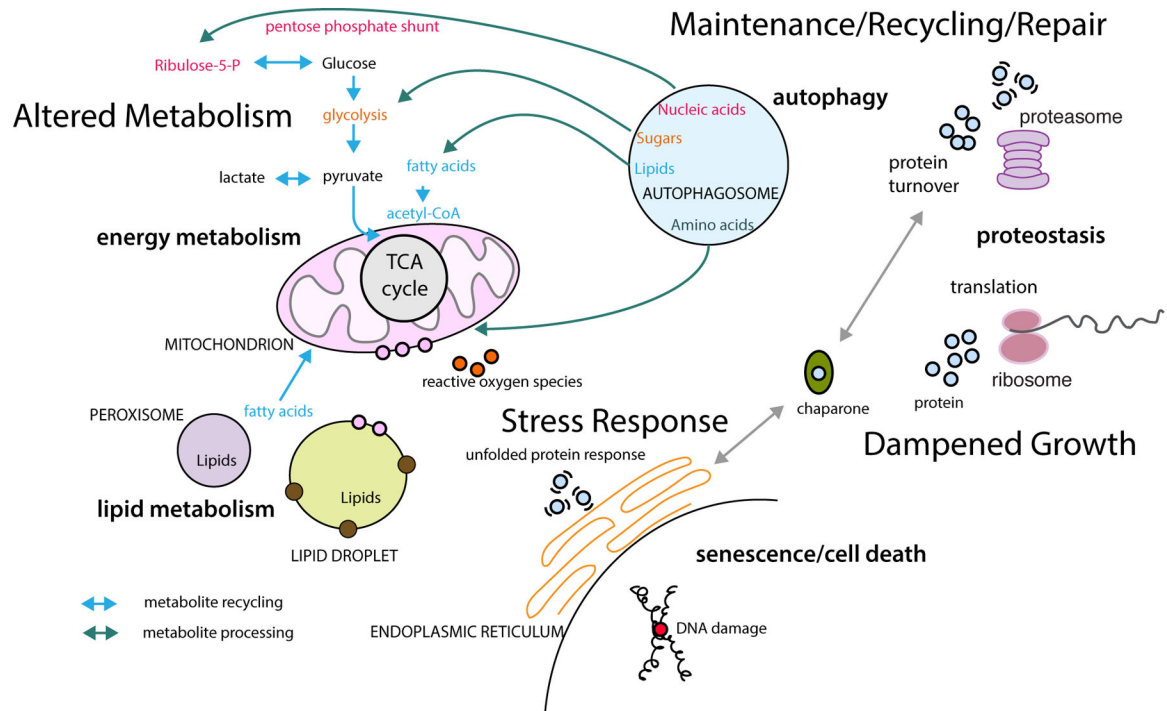 Maintenance/Recycling/Repair
pentose phosphate shunt
Ribulose-5-P
Glucose
Altered Metabolism
glycolysis
lactate
pyruvate
fatty acids
acetyl-CoA
energy metabolism
TCA
cycle
MITOCHONDRION
reactive oxygen species
Nucleic acids
Sugars
Lipids
AUTOPHAGOSOME
Amino acids
autophagy
proteasome
protein
turnover
proteostasis
translation
ribosome
protein
chaparone
Dampened Growth
PEROXISOME
fatty acids
Lipids
lipid metabolism
Lipids
LIPID DROPLET
Stress Response
unfolded protein response
senescence/cell death
ENDOPLASMIC RETICULUM
DNA damage
metabolite recycling
metabolite processing